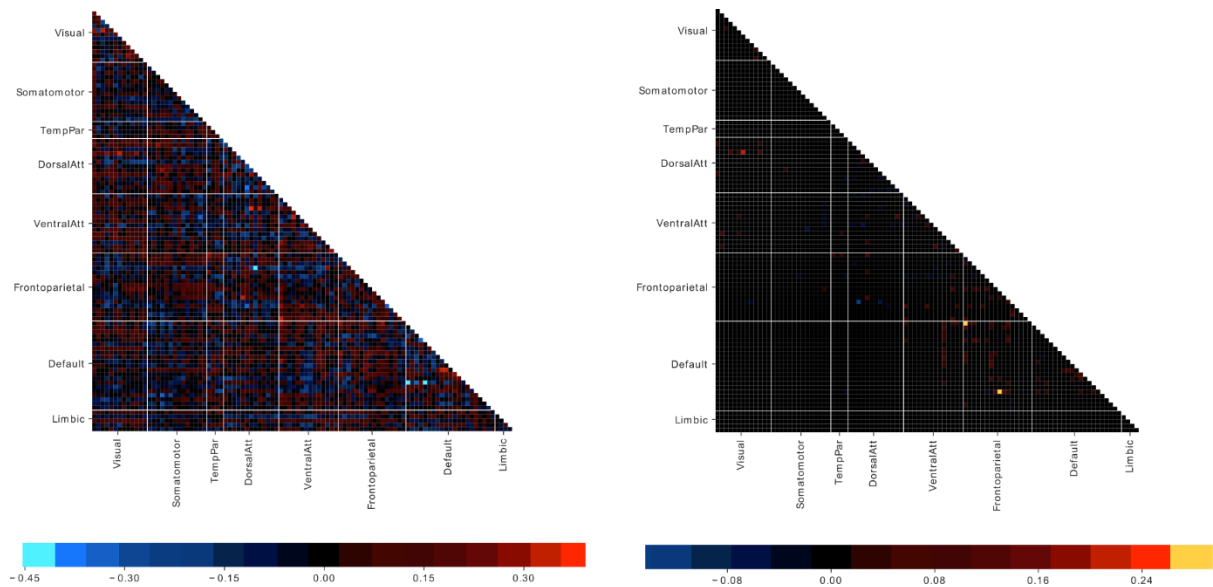 Visual
Somatomotor
TempPar
DorsalAtt
VentralAtt
Frontoparietal
Default
Limbic
Visual
Somatomotor
TempPar
DorsalAtt
VentralAtt
Frontoparietal
Default
Limbic
−0.45 −0.30 −0.15 0.00 0.15 0.30
Visual
Somatomotor
TempPar
DorsalAtt
VentralAtt
Frontoparietal
Default
Limbic
Visual
Somatomotor
TempPar
DorsalAtt
VentralAtt
Frontoparietal
Default
Limbic
−0.08 0.00 0.08 0.16 0.24